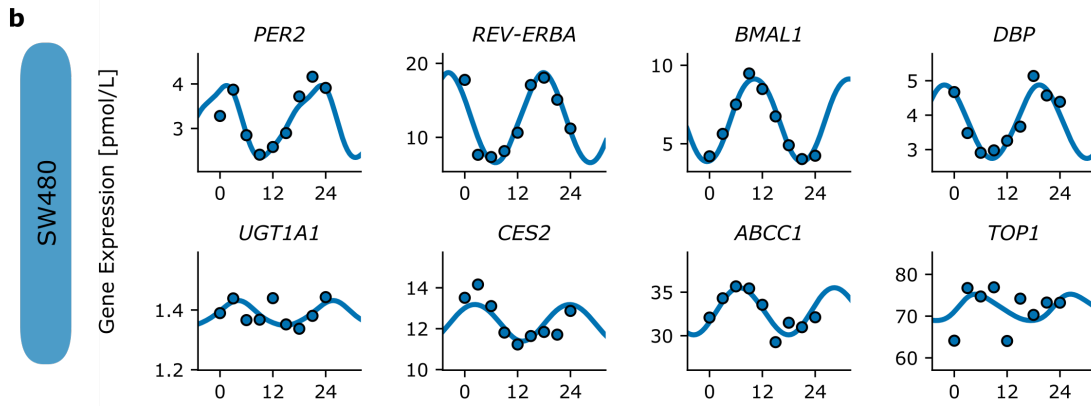 b
SW480
Gene Expression [pmol/L]
PER2
4
3
0 12 24
REV-ERBA
20
10
0 12 24
BMAL1
10
5
0 12 24
DBP
5
4
3
0 12 24
UGT1A1
1.4
1.2
0 12 24
CES2
14
12
10
0 12 24
ABCC1
35
30
0 12 24
TOP1
80
70
60
0 12 24